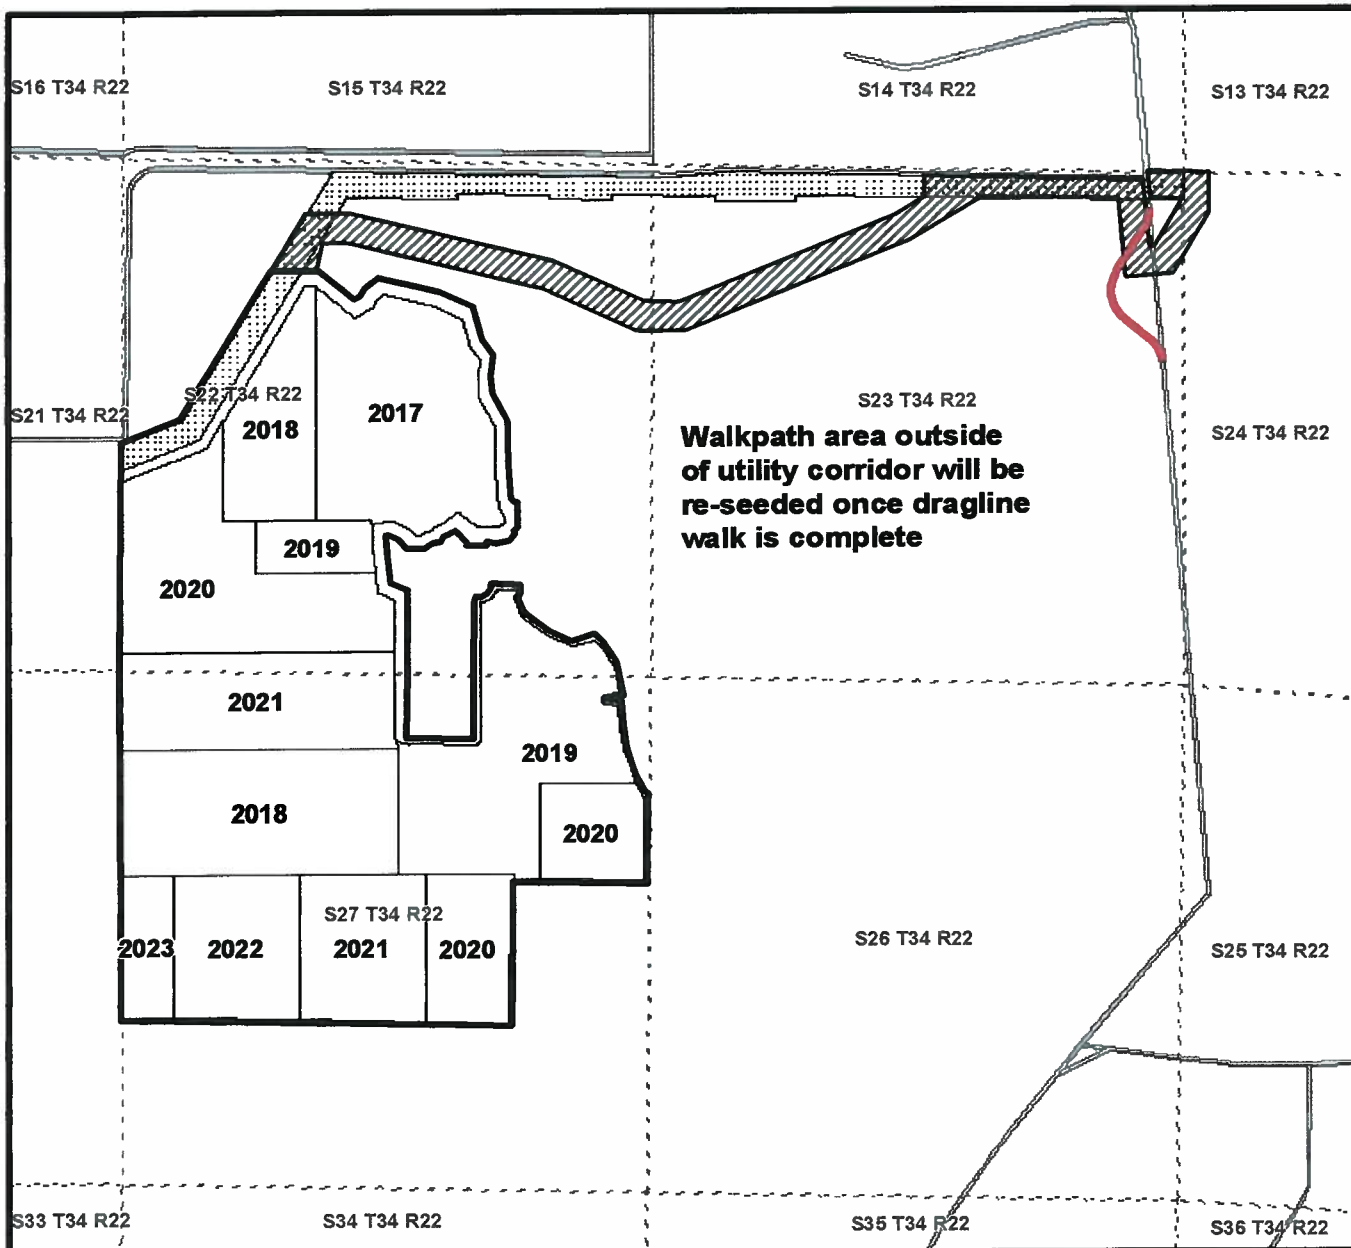 S16 T34 R22
S15 T34 R22
S14 T34 R22
S13 T34 R22
S22 T34 R22
S21 T34 R22
S23 T34 R22
S24 T34 R22
2017
2018
Walkpath area outside
of utility corridor will be
re-seeded once dragline
walk is complete
2019
2020
2021
2019
2018
2020
S27 T34 R22
2023
2022
2021
2020
S26 T34 R22
S25 T34 R22
S33 T34 R22
S34 T34 R22
S35 T34 R22
S36 T34 R22